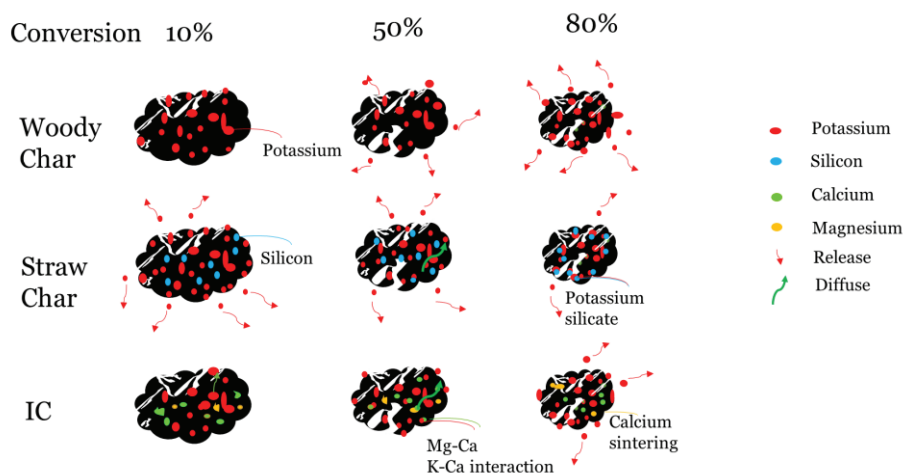 Conversion 10% 50% 80%
Woody
Char
Potassium
Straw
Char
Silicon
Potassium
silicate
IC
Mg-Ca
K-Ca interaction
Calcium
sintering
Potassium
Silicon
Calcium
Magnesium
Release
Diffuse